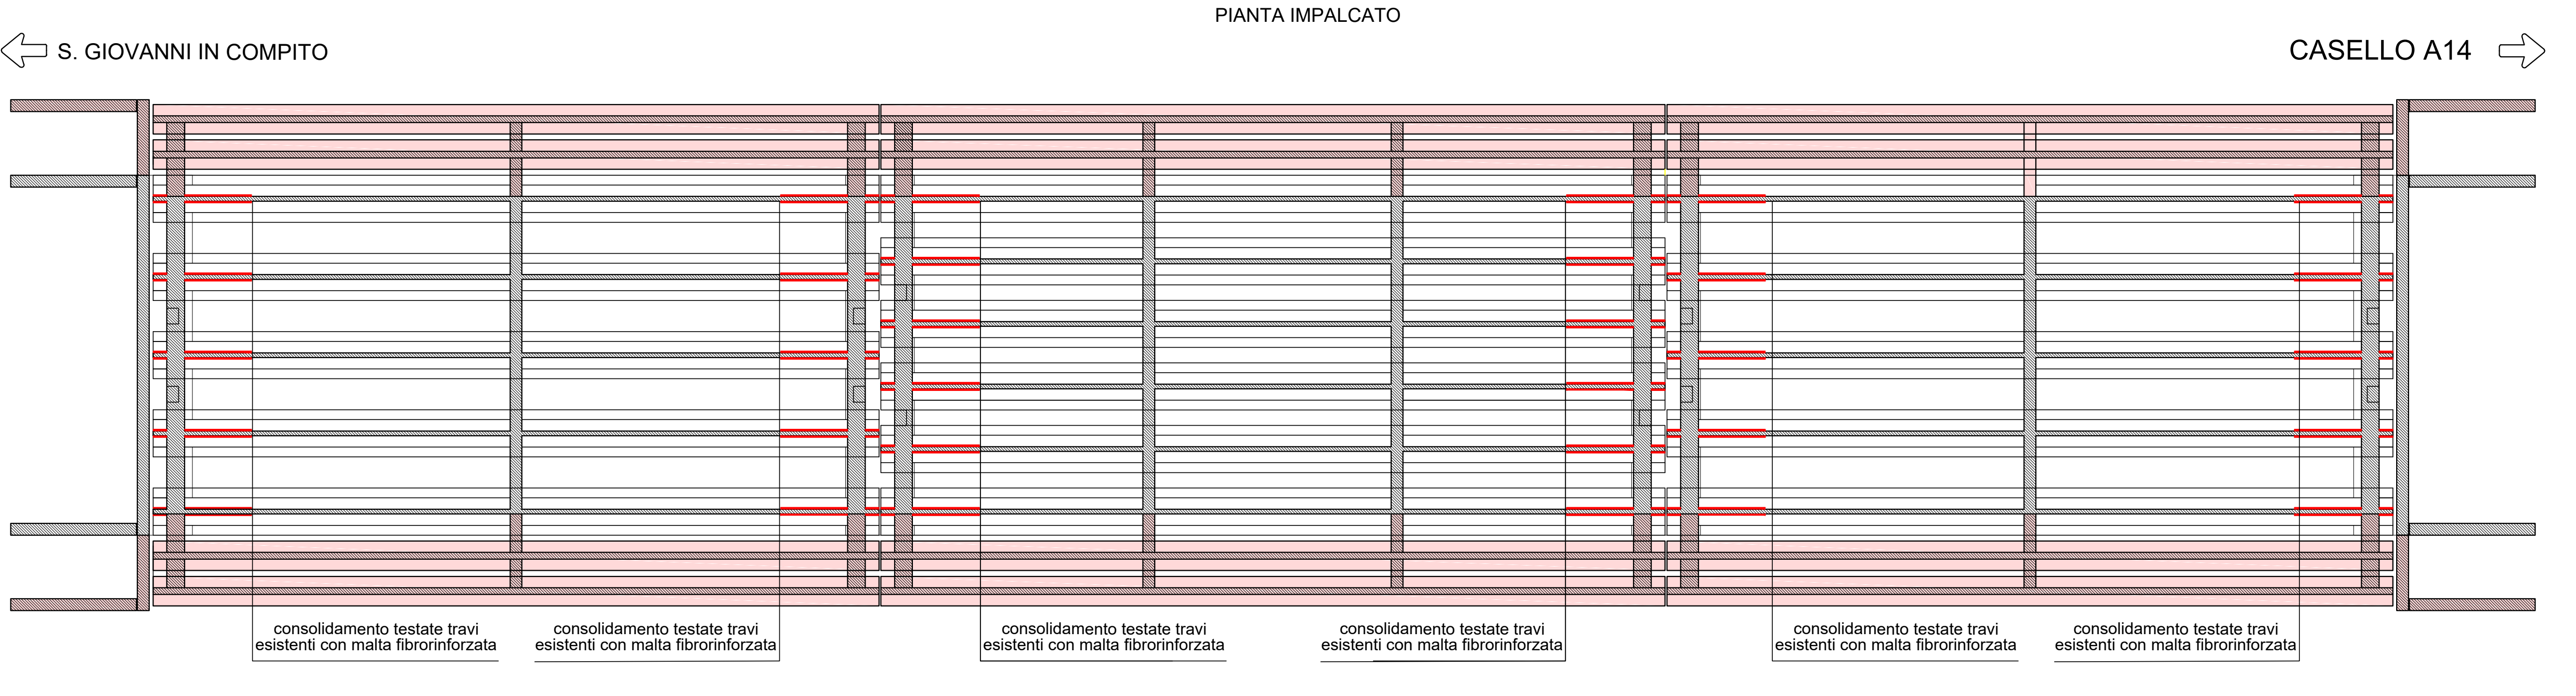 PIANTA IMPALCATO
S. GIOVANNI IN COMPITO
CASELLO A14
consolidamento testate travi
esistenti con malta fibrorinforzata
consolidamento testate travi
esistenti con malta fibrorinforzata
consolidamento testate travi
esistenti con malta fibrorinforzata
consolidamento testate travi
esistenti con malta fibrorinforzata
consolidamento testate travi
esistenti con malta fibrorinforzata
consolidamento testate travi
esistenti con malta fibrorinforzata